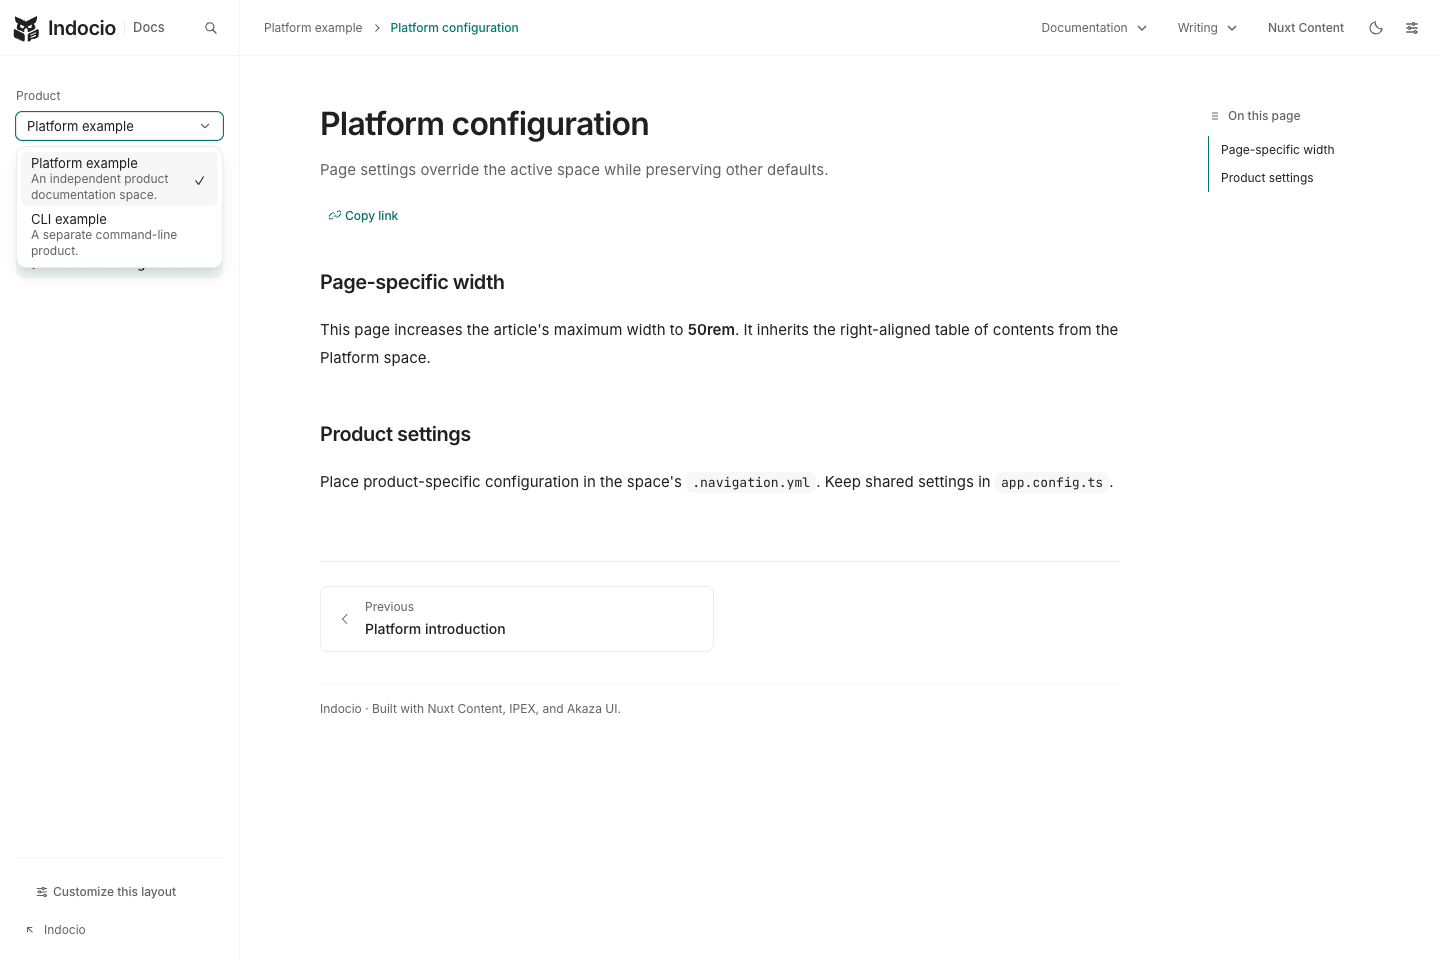 Indocio Docs
Platform example > Platform configuration
Documentation
Writing
Nuxt Content
Product
Platform example
Platform example
An independent product
documentation space.
CLI example
A separate command-line
product.
Customize this layout
Indocio
Platform configuration
Page settings override the active space while preserving other defaults.
Copy link
Page-specific width
This page increases the article's maximum width to 50rem. It inherits the right-aligned table of contents from the
Platform space.
Product settings
Place product-specific configuration in the space's .navigation.yml. Keep shared settings in app.config.ts.
Previous
Platform introduction
Indocio · Built with Nuxt Content, IPEX, and Akaza UI.
On this page
Page-specific width
Product settings